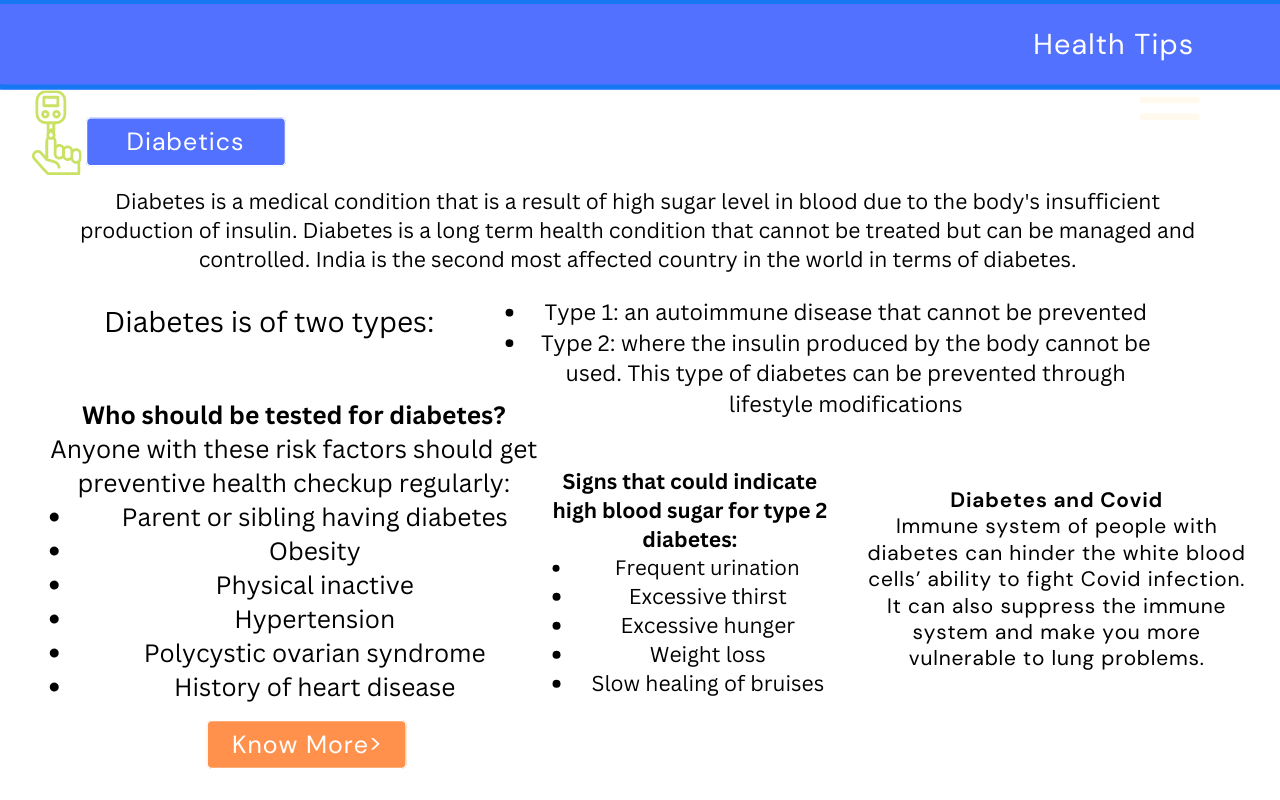 Health Tips
Diabetics
Diabetes is a medical condition that is a result of high sugar level in blood due to the body's insufficient
production of insulin. Diabetes is a long term health condition that cannot be treated but can be managed and
controlled. India is the second most affected country in the world in terms of diabetes.
Diabetes is of two types:
• Type 1: an autoimmune disease that cannot be prevented
• Type 2: where the insulin produced by the body cannot be
used. This type of diabetes can be prevented through
lifestyle modifications
Who should be tested for diabetes?
Anyone with these risk factors should get
preventive health checkup regularly:
• Parent or sibling having diabetes
• Obesity
• Physical inactive
• Hypertension
• Polycystic ovarian syndrome
• History of heart disease
Know More>
Signs that could indicate
high blood sugar for type 2
diabetes:
• Frequent urination
• Excessive thirst
• Excessive hunger
• Weight loss
• Slow healing of bruises
Diabetes and Covid
Immune system of people with
diabetes can hinder the white blood
cells’ ability to fight Covid infection.
It can also suppress the immune
system and make you more
vulnerable to lung problems.